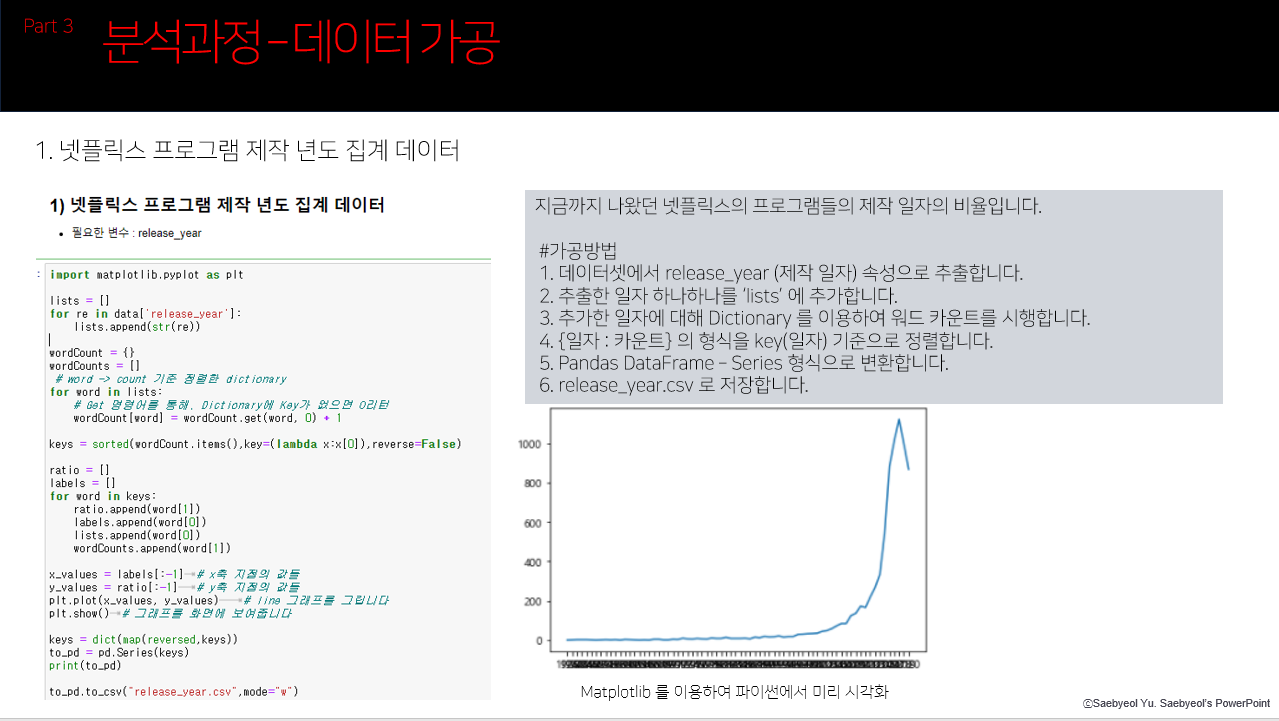 Part 3
분석과정 – 데이터 가공
1. 넷플릭스 프로그램 제작 년도 집계 데이터
1) 넷플릭스 프로그램 제작 년도 집계 데이터
• 필요한 변수 : release_year
import matplotlib.pyplot as plt
lists = []
for re in data['release_year']:
lists.append(str(re))
wordCount = {}
wordCounts = []
# word -> count 기준 정렬한 dictionary
for word in lists:
# Get 명령어를 통해, Dictionary에 Key가 없으면 0리턴
wordCount[word] = wordCount.get(word, 0) + 1
keys = sorted(wordCount.items(),key=(lambda x:x[0]),reverse=False)
ratio = []
labels = []
for word in keys:
ratio.append(word[1])
labels.append(word[0])
lists.append(word[0])
wordCounts.append(word[1])
x_values = labels[:-1] # x축 지점의 값들
y_values = ratio[:-1] # y축 지점의 값들
plt.plot(x_values, y_values) # line 그래프를 그립니다
plt.show() # 그래프를 화면에 보여줍니다
keys = dict(map(reversed,keys))
to_pd = pd.Series(keys)
print(to_pd)
to_pd.to_csv("release_year.csv",mode="w")
지금까지 나왔던 넷플릭스의 프로그램들의 제작 일자의 비율입니다.
#가공방법
1. 데이터셋에서 release_year (제작 일자) 속성으로 추출합니다.
2. 추출한 일자 하나하나를 ‘lists’ 에 추가합니다.
3. 추가한 일자에 대해 Dictionary 를 이용하여 워드 카운트를 시행합니다.
4. {일자 : 카운트} 의 형식을 key(일자) 기준으로 정렬합니다.
5. Pandas DataFrame – Series 형식으로 변환합니다.
6. release_year.csv 로 저장합니다.
1000
800
600
400
200
0
Matplotlib 를 이용하여 파이썬에서 미리 시각화
ⓒSaebyeol Yu. Saebyeol's PowerPoint